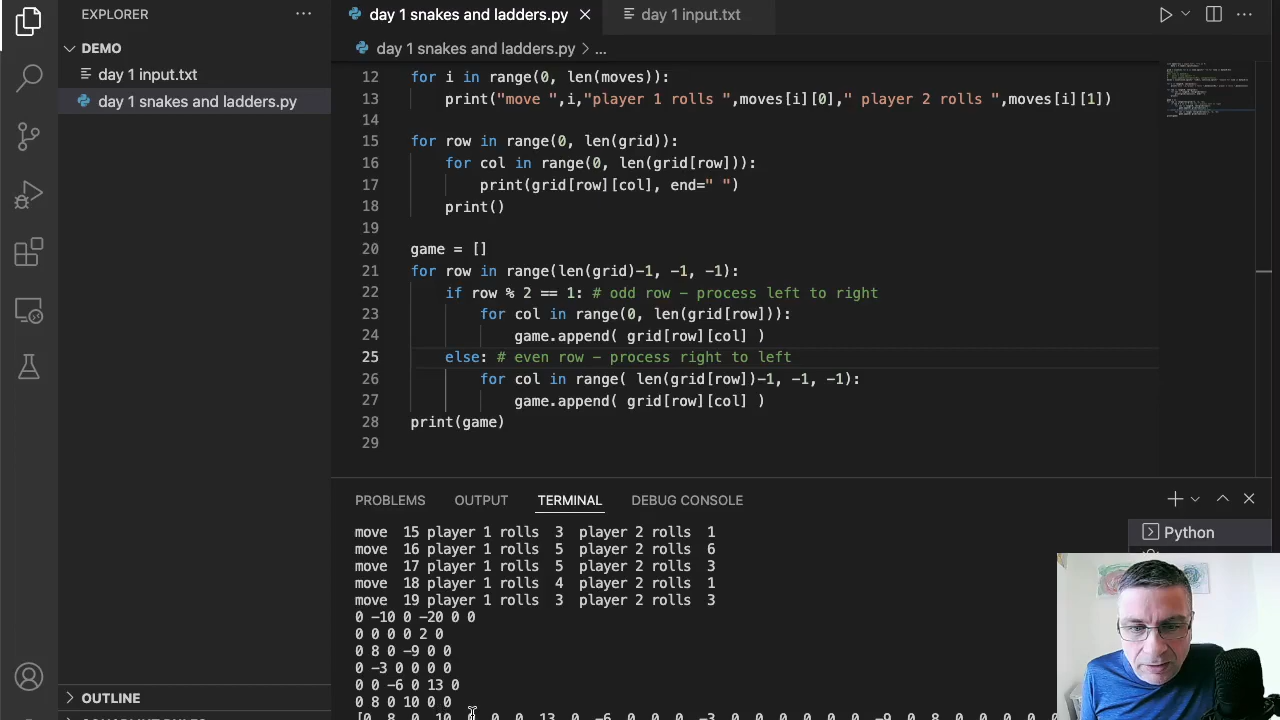 EXPLORER
DEMO
day 1 input.txt
day 1 snakes and ladders.py
OUTLINE
day 1 snakes and ladders.py
day 1 input.txt
day 1 snakes and ladders.py > ...
12 for i in range(0, len(moves)):
13 print("move ",i,"player 1 rolls ",moves[i][0]," player 2 rolls ",moves[i][1])
14
15 for row in range(0, len(grid)):
16 for col in range(0, len(grid[row])):
17 print(grid[row][col], end=" ")
18 print()
19
20 game = []
21 for row in range(len(grid)-1, -1, -1):
22 if row % 2 == 1: # odd row - process left to right
23 for col in range(0, len(grid[row])):
24 game.append( grid[row][col] )
25 else: # even row - process right to left
26 for col in range( len(grid[row])-1, -1, -1):
27 game.append( grid[row][col] )
28 print(game)
29
PROBLEMS OUTPUT TERMINAL DEBUG CONSOLE
Python
move 15 player 1 rolls 3 player 2 rolls 1
move 16 player 1 rolls 5 player 2 rolls 6
move 17 player 1 rolls 5 player 2 rolls 3
move 18 player 1 rolls 4 player 2 rolls 1
move 19 player 1 rolls 3 player 2 rolls 3
0 -10 0 -20 0 0
0 0 0 0 2 0
0 8 0 -9 0 0
0 -3 0 0 0 0
0 0 -6 0 13 0
0 8 0 10 0 0